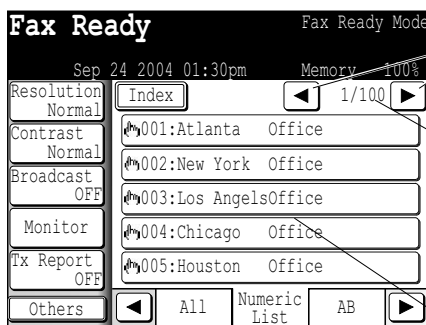 Fax Ready
Fax Ready Mode
Sep 24 2004 01:30pm Memory 100%
Resolution
Normal
Index
1/100
Contrast
Normal
001:Atlanta Office
002:New York Office
Broadcast
OFF
003:Los AngelsOffice
Monitor
004:Chicago Office
Tx Report
OFF
005:Houston Office
Others
All
Numeric
List
AB